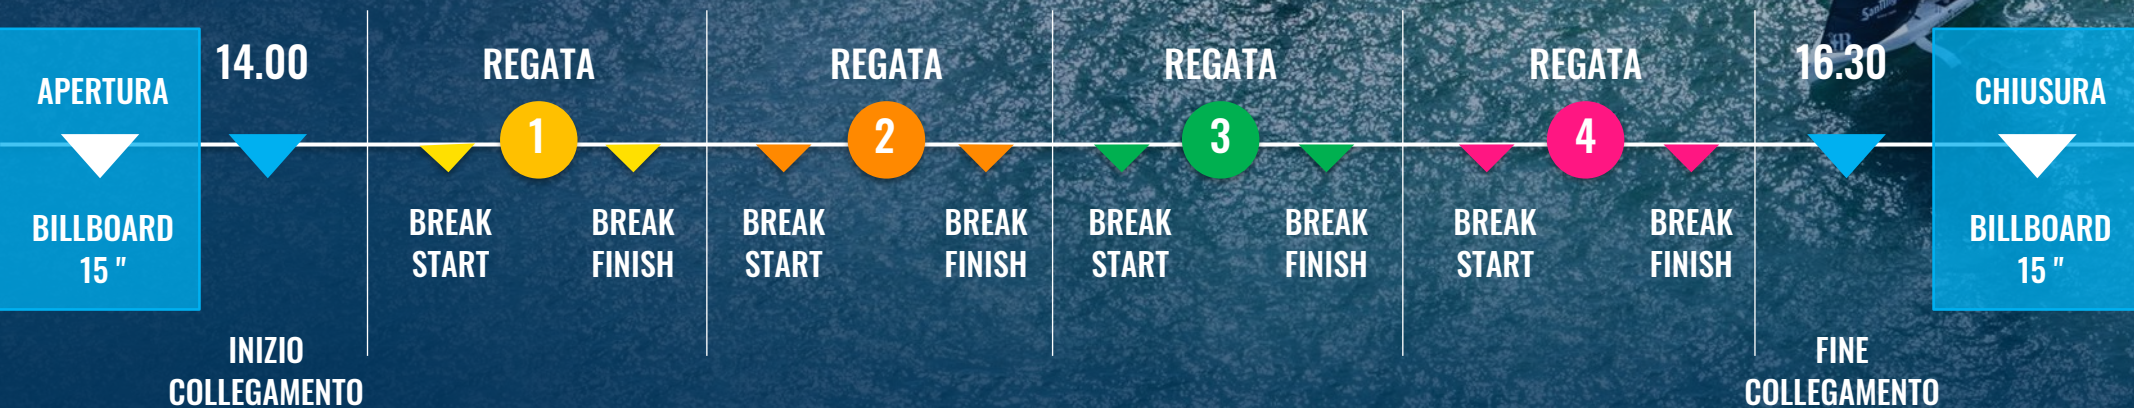 APERTURA
BILLBOARD
15 "
14.00
INIZIO
COLLEGAMENTO
REGATA
1
BREAK
START
BREAK
FINISH
REGATA
2
BREAK
START
BREAK
FINISH
REGATA
3
BREAK
START
BREAK
FINISH
REGATA
4
BREAK
START
BREAK
FINISH
16.30
FINE
COLLEGAMENTO
CHIUSURA
BILLBOARD
15 "